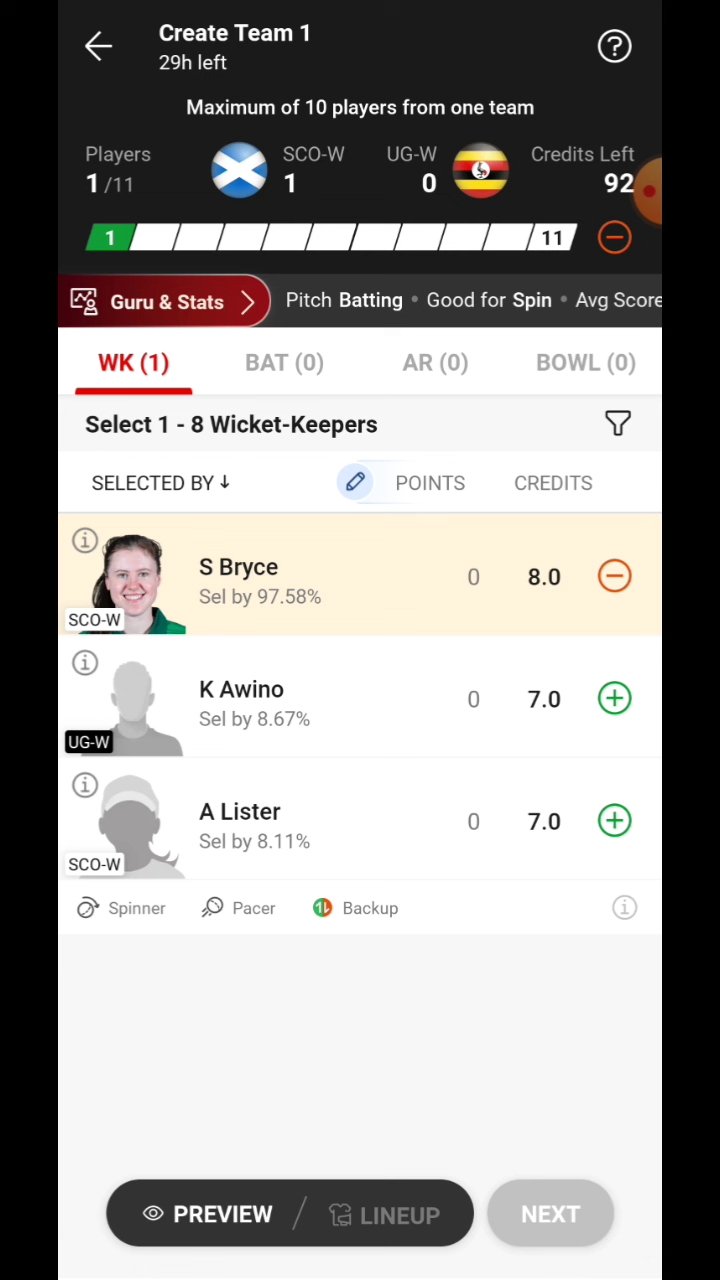 Create Team 1
29h left
Maximum of 10 players from one team
Players SCO-W UG-W Credits Left
1 /11 1 0 92
1 11
Guru & Stats Pitch Batting • Good for Spin • Avg Score
WK (1) BAT (0) AR (0) BOWL (0)
Select 1 - 8 Wicket-Keepers
SELECTED BY ↓ POINTS CREDITS
S Bryce 0 8.0
Sel by 97.58%
SCO-W
K Awino 0 7.0
Sel by 8.67%
UG-W
A Lister 0 7.0
Sel by 8.11%
SCO-W
Spinner Pacer Backup
PREVIEW / LINEUP NEXT